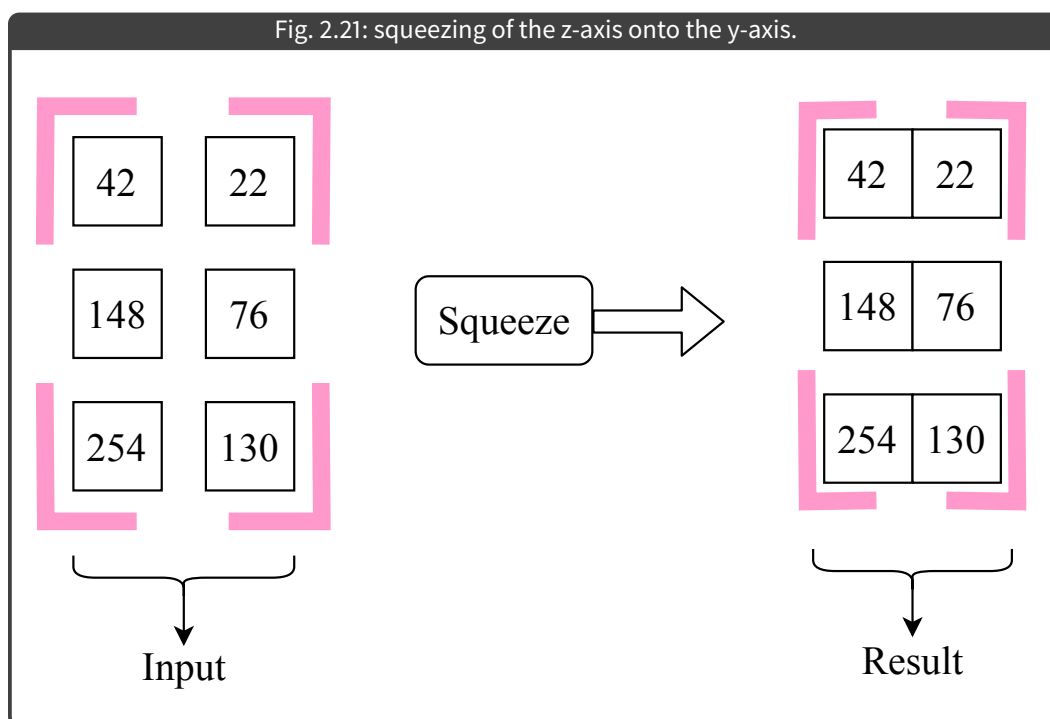 Fig. 2.21: squeezing of the z-axis onto the y-axis.
42 22 42 22
148 76 Squeeze 148 76
254 130 254 130
Input Result